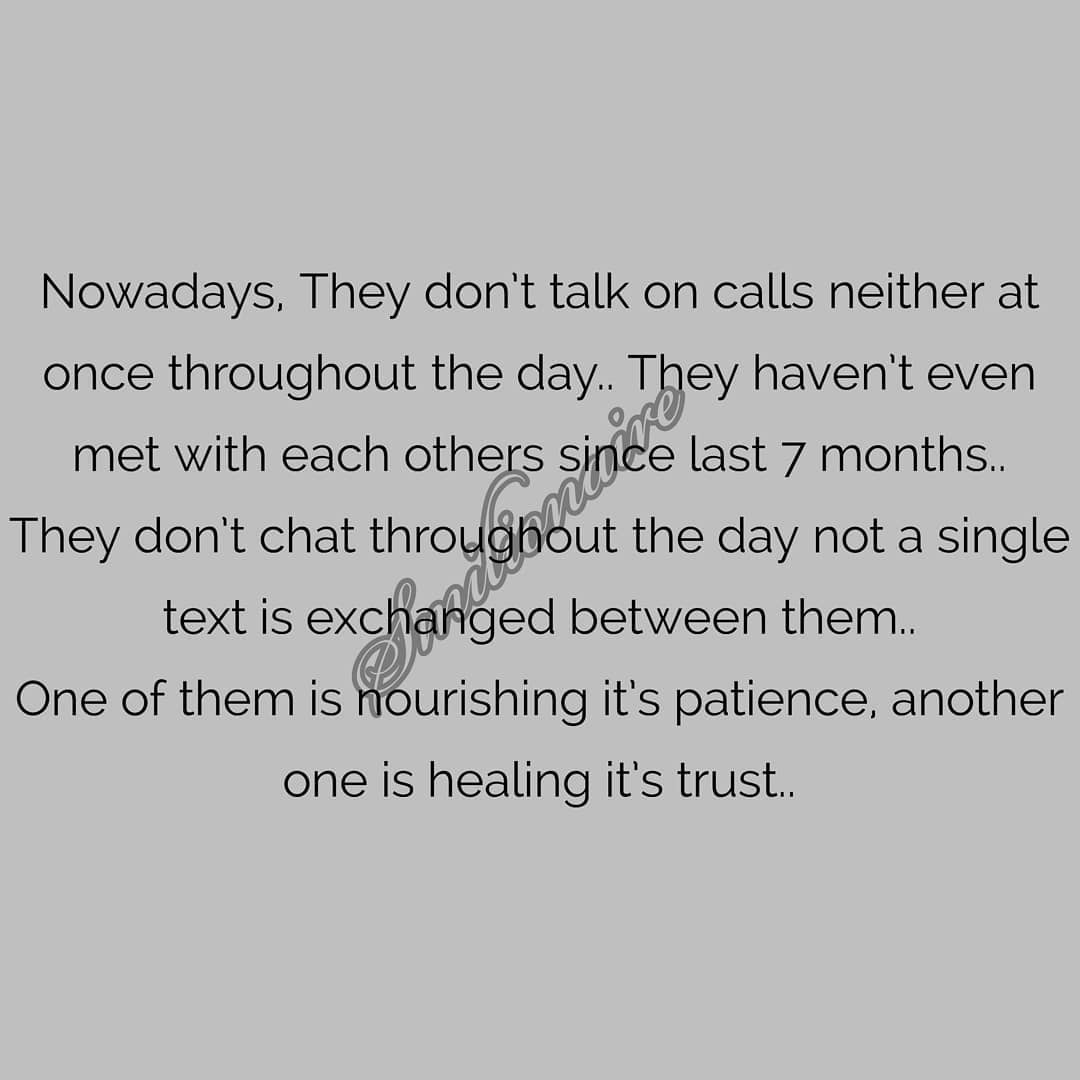 Nowadays, They don't talk on calls neither at
once throughout the day.. They haven't even
met with each others since last 7 months..
They don't chat throughout the day not a single
text is exchanged between them..
One of them is nourishing it's patience, another
one is healing it's trust..
Smilionaire